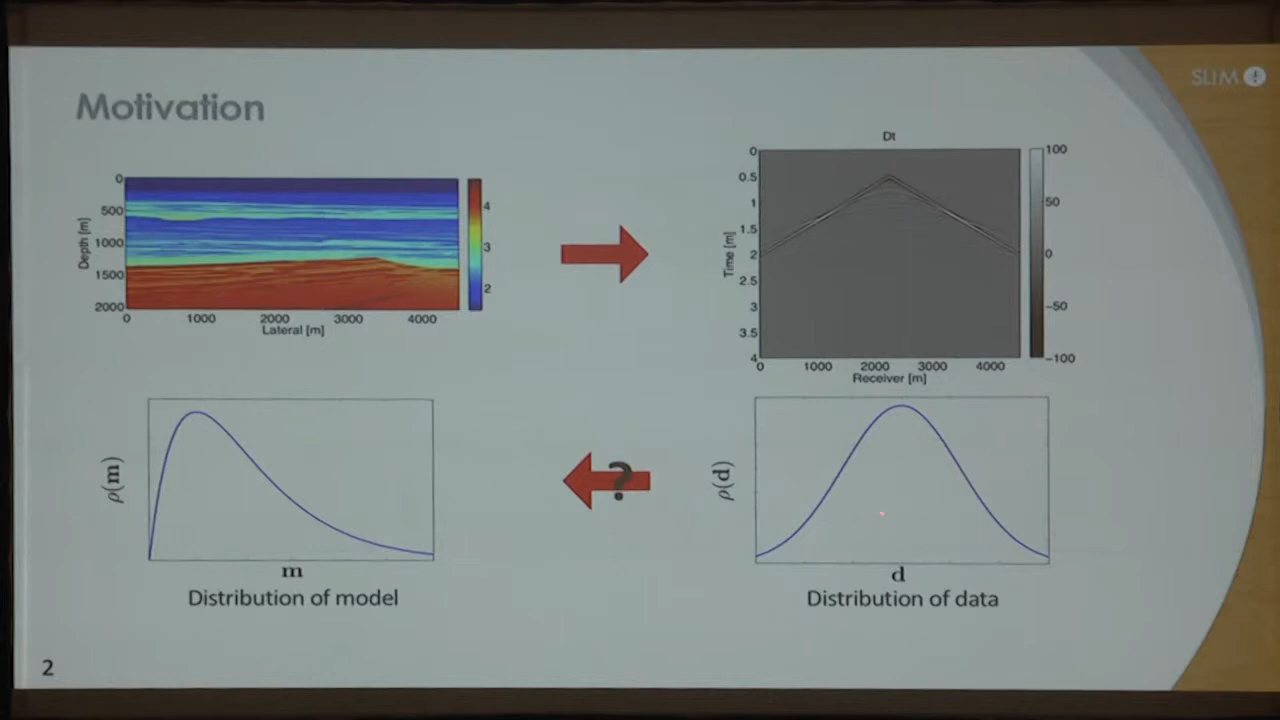 SLIM
Motivation
0
500
1000
1500
2000
Depth [m]
0 1000 2000 3000 4000
Lateral [m]
4
3
2
Dt
0
0.5
1
1.5
2
2.5
3
3.5
4
Time [m]
0 1000 2000 3000 4000
Receiver [m]
100
50
0
−50
−100
ρ(m)
m
Distribution of model
?
ρ(d)
d
Distribution of data
2